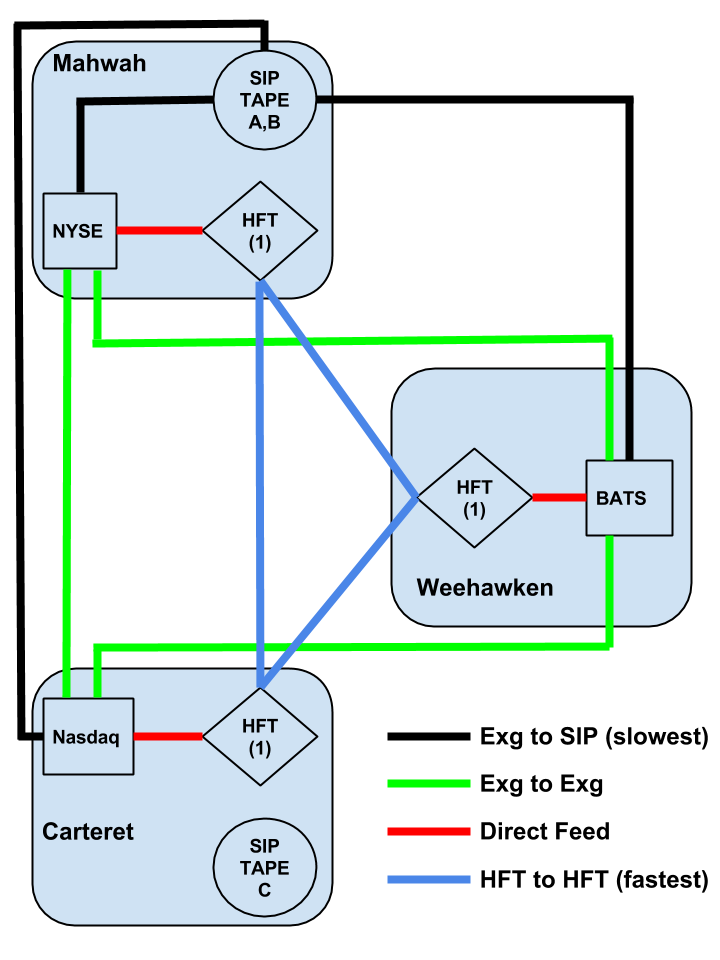 Mahwah
SIP
TAPE
A,B
NYSE
HFT
(1)
HFT
(1)
BATS
Weehawken
Nasdaq
HFT
(1)
Carteret
SIP
TAPE
C
Exg to SIP (slowest)
Exg to Exg
Direct Feed
HFT to HFT (fastest)